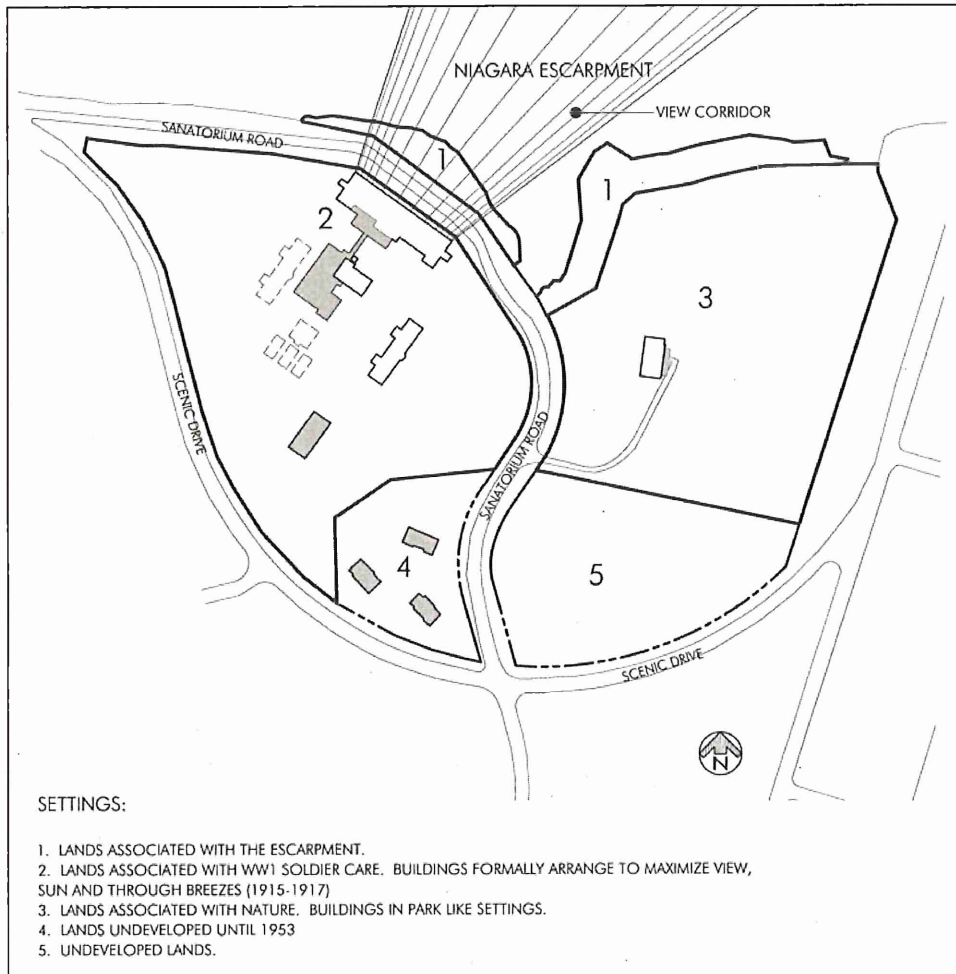 NIAGARA ESCARPMENT
VIEW CORRIDOR
SANATORIUM ROAD
1
1
2
3
SCENIC DRIVE
SANATORIUM ROAD
4
5
SCENIC DRIVE
N
SETTINGS:
1. LANDS ASSOCIATED WITH THE ESCARPMENT.
2. LANDS ASSOCIATED WITH WW1 SOLDIER CARE. BUILDINGS FORMALLY ARRANGE TO MAXIMIZE VIEW,
SUN AND THROUGH BREEZES (1915-1917)
3. LANDS ASSOCIATED WITH NATURE. BUILDINGS IN PARK LIKE SETTINGS.
4. LANDS UNDEVELOPED UNTIL 1953
5. UNDEVELOPED LANDS.